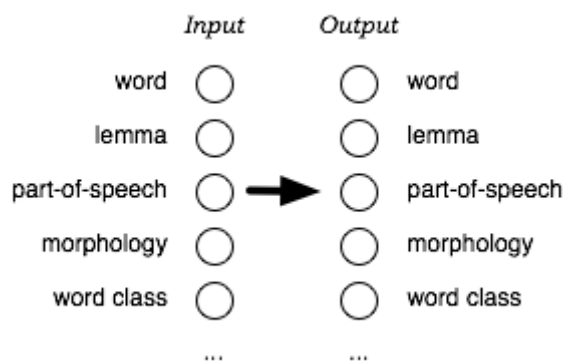 Input Output
word word
lemma lemma
part-of-speech part-of-speech
morphology morphology
word class word class
... ...